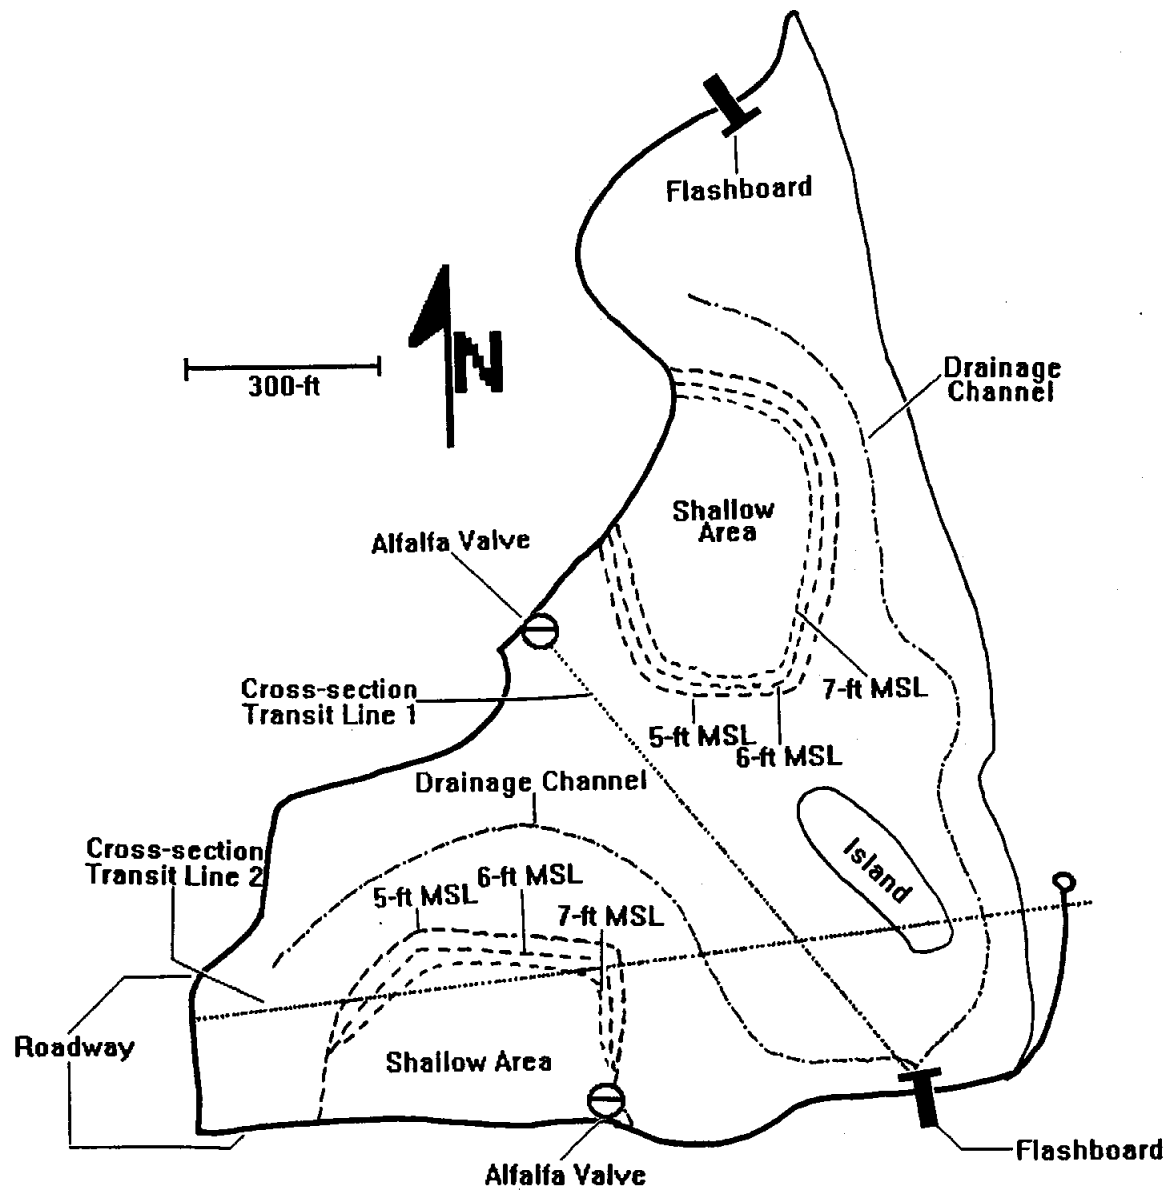 Flashboard
N
300-ft
Drainage
Channel
Shallow
Area
Alfalfa Valve
7-ft MSL
Cross-section
Transit Line 1
5-ft MSL
6-ft MSL
Drainage Channel
Island
Cross-section
Transit Line 2
6-ft MSL
5-ft MSL
7-ft MSL
Roadway
Shallow Area
Flashboard
Alfalfa Valve